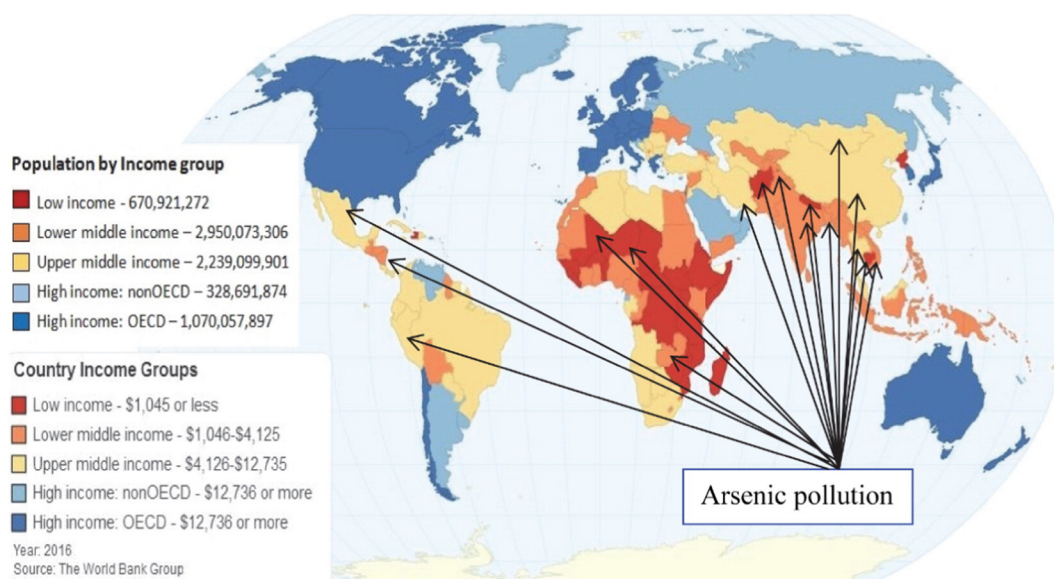 Population by Income group
Low income - 670,921,272
Lower middle income – 2,950,073,306
Upper middle income – 2,239,099,901
High income: nonOECD – 328,691,874
High income: OECD – 1,070,057,897
Country Income Groups
Low income - $1,045 or less
Lower middle income - $1,046-$4,125
Upper middle income - $4,126-$12,735
High income: nonOECD - $12,736 or more
High income: OECD - $12,736 or more
Year: 2016
Source: The World Bank Group
Arsenic pollution